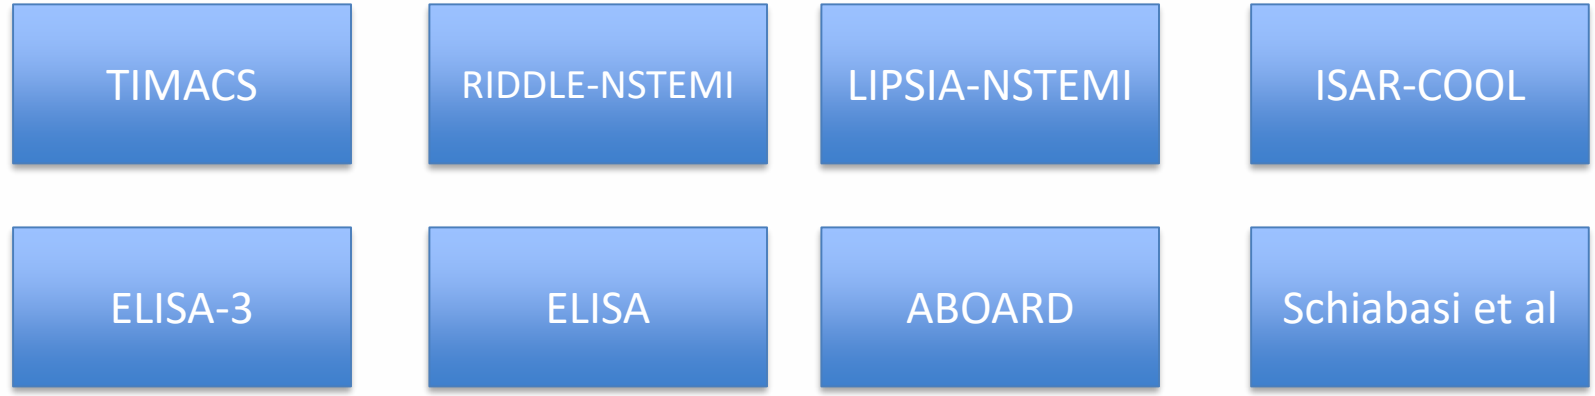 TIMACS
RIDDLE-NSTEMI
LIPSIA-NSTEMI
ISAR-COOL
ELISA-3
ELISA
ABOARD
Schiabasi et al